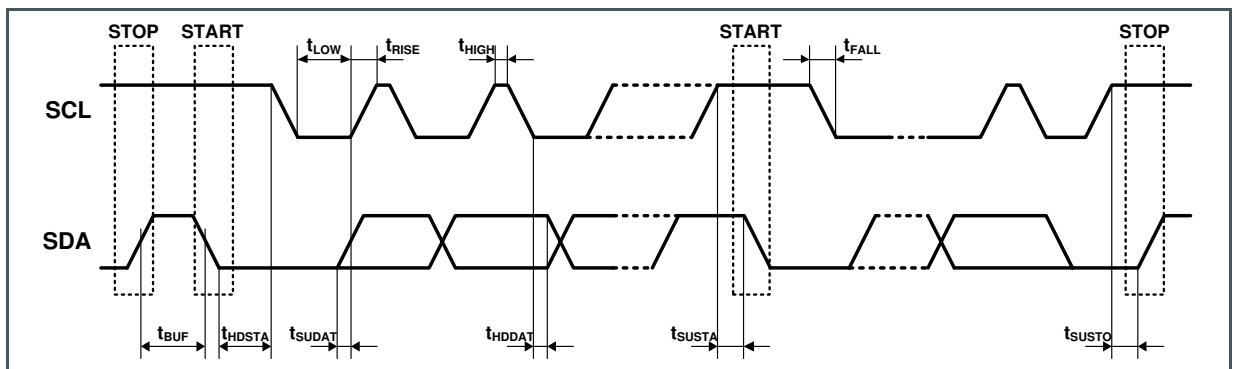 STOP START START STOP
tLOW tRISE tHIGH tFALL
SCL
SDA
tBUF tHDSTA tSUDAT tHDDAT tSUSTA tSUSTO